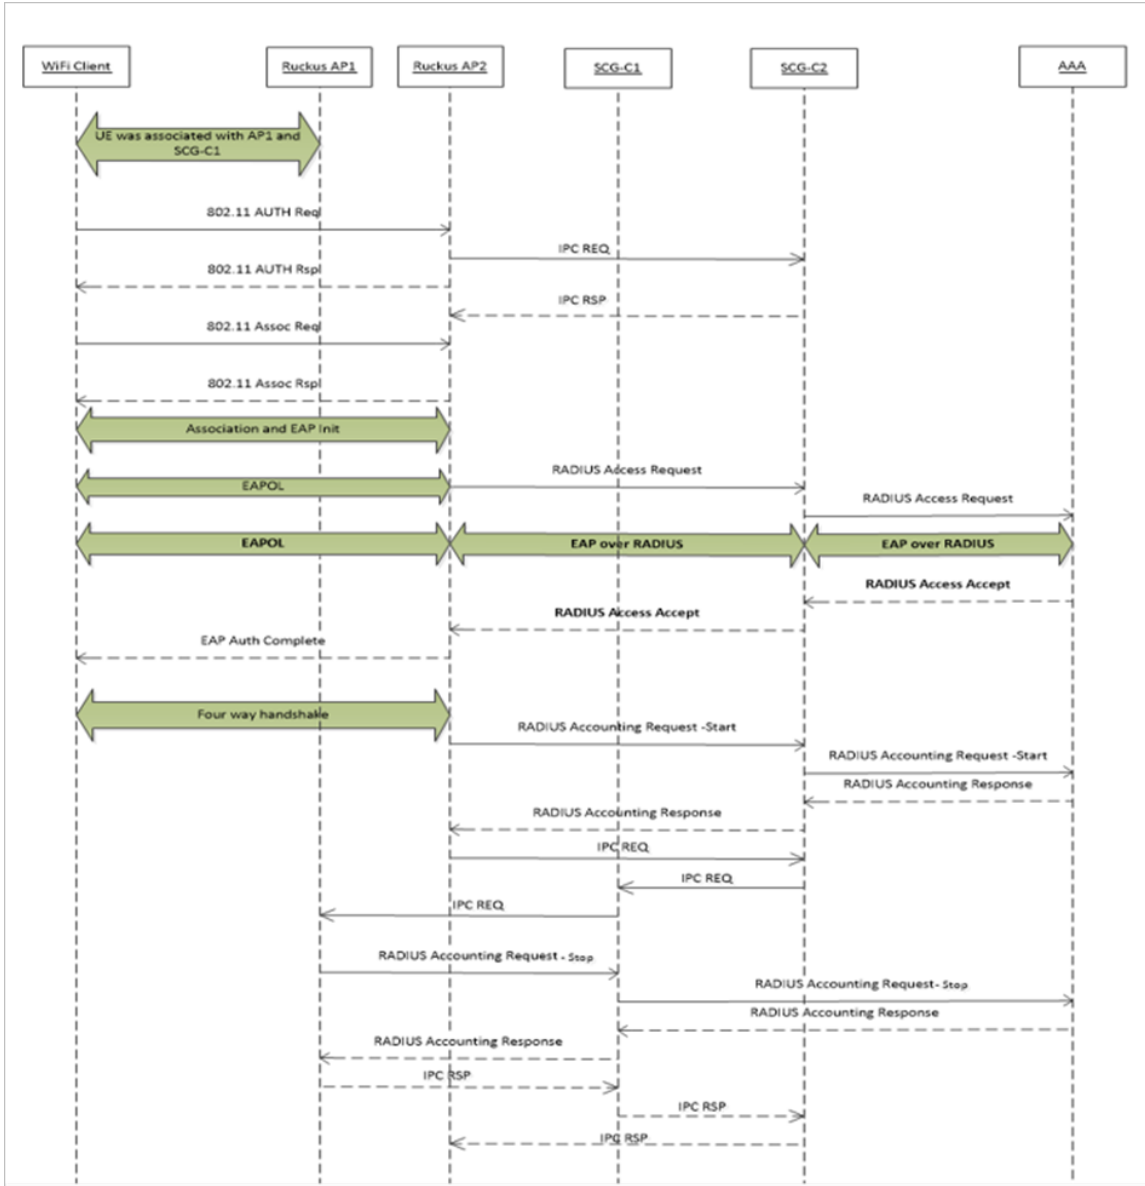 WiFi Client
Ruckus AP1
Ruckus AP2
SCG-C1
SCG-C2
AAA
UE was associated with AP1 and
SCG-C1
802.11 AUTH Req
IPC REQ
802.11 AUTH Rsp
IPC RSP
802.11 Assoc Req
802.11 Assoc Rsp
Association and EAP Init
RADIUS Access Request
EAPOL
RADIUS Access Request
EAPOL
EAP over RADIUS
EAP over RADIUS
RADIUS Access Accept
RADIUS Access Accept
EAP Auth Complete
Four way handshake
RADIUS Accounting Request -Start
RADIUS Accounting Request -Start
RADIUS Accounting Response
RADIUS Accounting Response
IPC REQ
IPC REQ
IPC REQ
RADIUS Accounting Request - Stop
RADIUS Accounting Request- Stop
RADIUS Accounting Response
RADIUS Accounting Response
IPC RSP
IPC RSP
IPC RSP